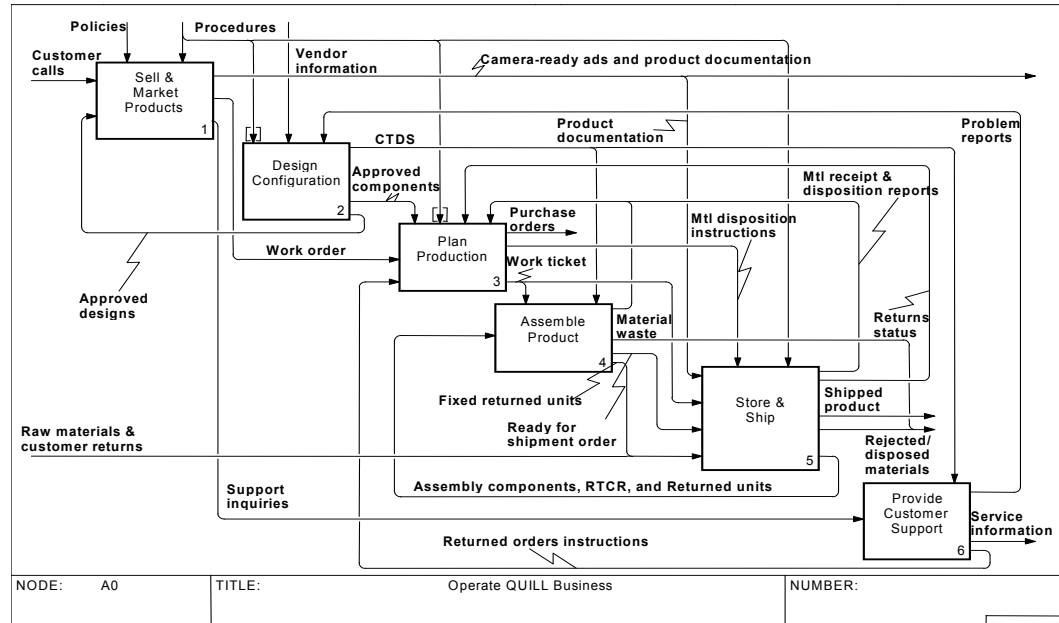 Policies
Procedures
Customer
calls
Vendor
information
Camera-ready ads and product documentation
Sell &
Market
Products
1
Product
documentation
Problem
reports
CTDS
Design
Configuration
2
Approved
components
Mtl receipt &
disposition reports
Purchase
orders
Mtl disposition
instructions
Work order
Plan
Production
3
Work ticket
Approved
designs
Assemble
Product
4
Material
waste
Returns
status
Fixed returned units
Store &
Ship
5
Shipped
product
Ready for
shipment order
Raw materials &
customer returns
Rejected/
disposed
materials
Assembly components, RTCR, and Returned units
Support
inquiries
Provide
Customer
Support
6
Service
information
Returned orders instructions
NODE: A0
TITLE: Operate QUILL Business
NUMBER: